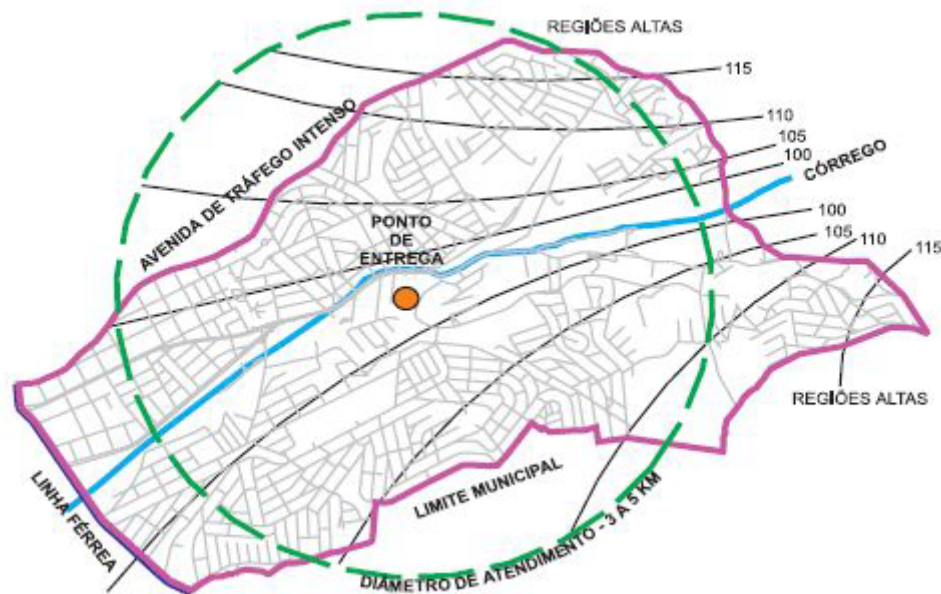 REGIÕES ALTAS
115
110
105
100
CÓRREGO
AVENIDA DE TRÁFEGO INTENSO
PONTO
DE
ENTREGA
100
105
110
115
REGIÕES ALTAS
LINHA FÉRREA
LIMITE MUNICIPAL
DIÂMETRO DE ATENDIMENTO - 3 A 5 KM